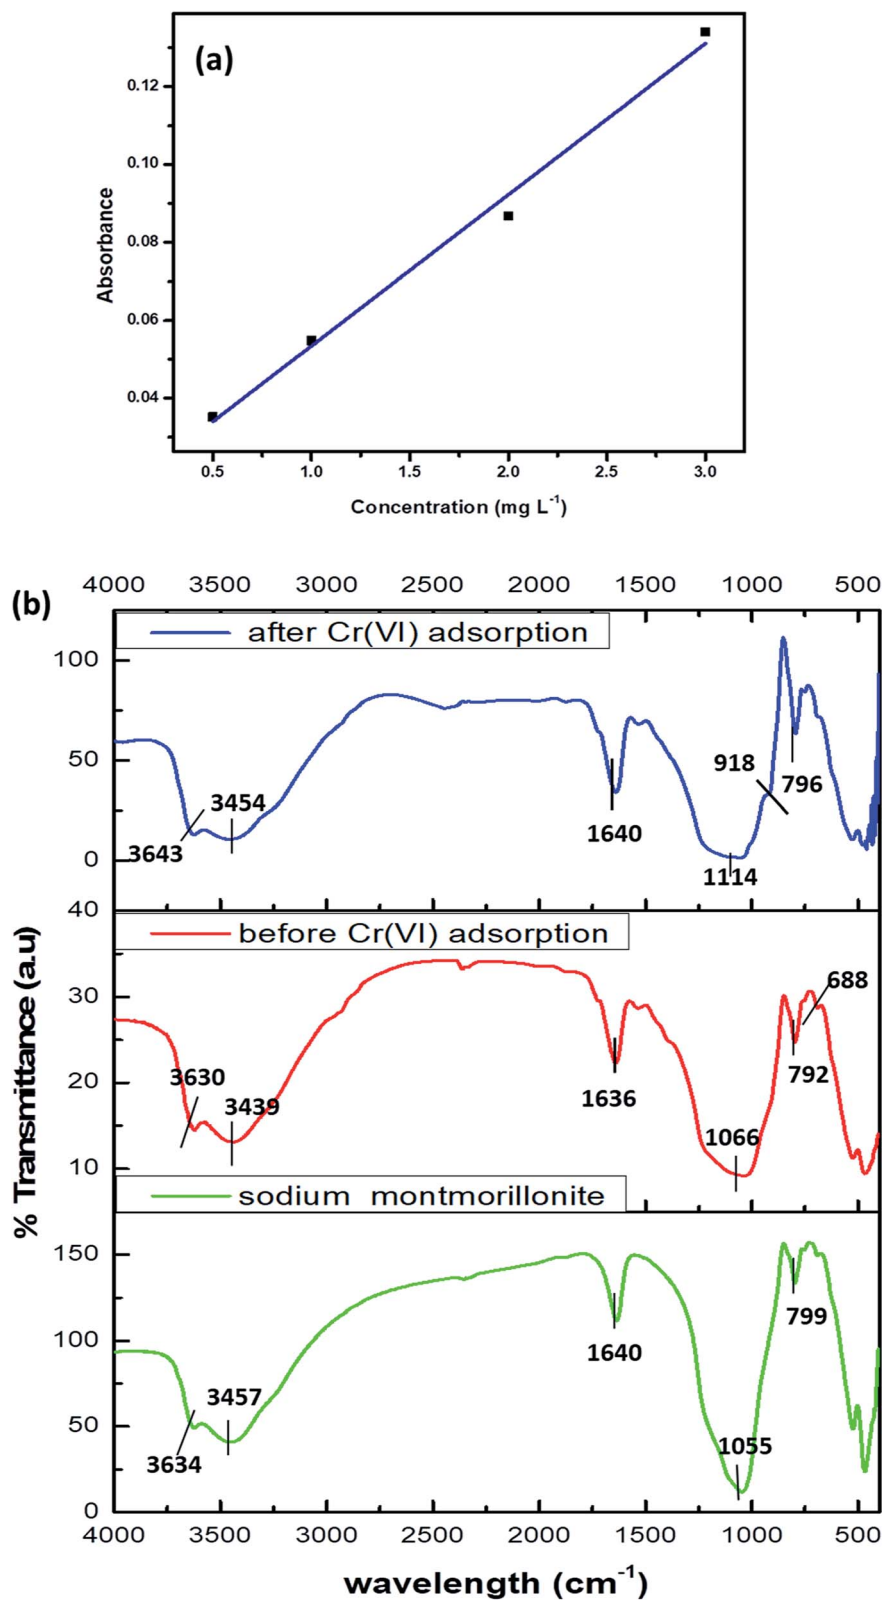 (a)
0.12
0.10
0.08
0.06
0.04
Absorbance
0.5 1.0 1.5 2.0 2.5 3.0
Concentration (mg L-1)
(b)
4000 3500 3000 2500 2000 1500 1000 500
after Cr(VI) adsorption
100
50
0
3454
3643
1640
918
796
1114
before Cr(VI) adsorption
40
30
20
10
3630
3439
1636
1066
688
792
sodium montmorillonite
150
100
50
0
3457
3634
1640
1055
799
% Transmittance (a.u)
4000 3500 3000 2500 2000 1500 1000 500
wavelength (cm-1)